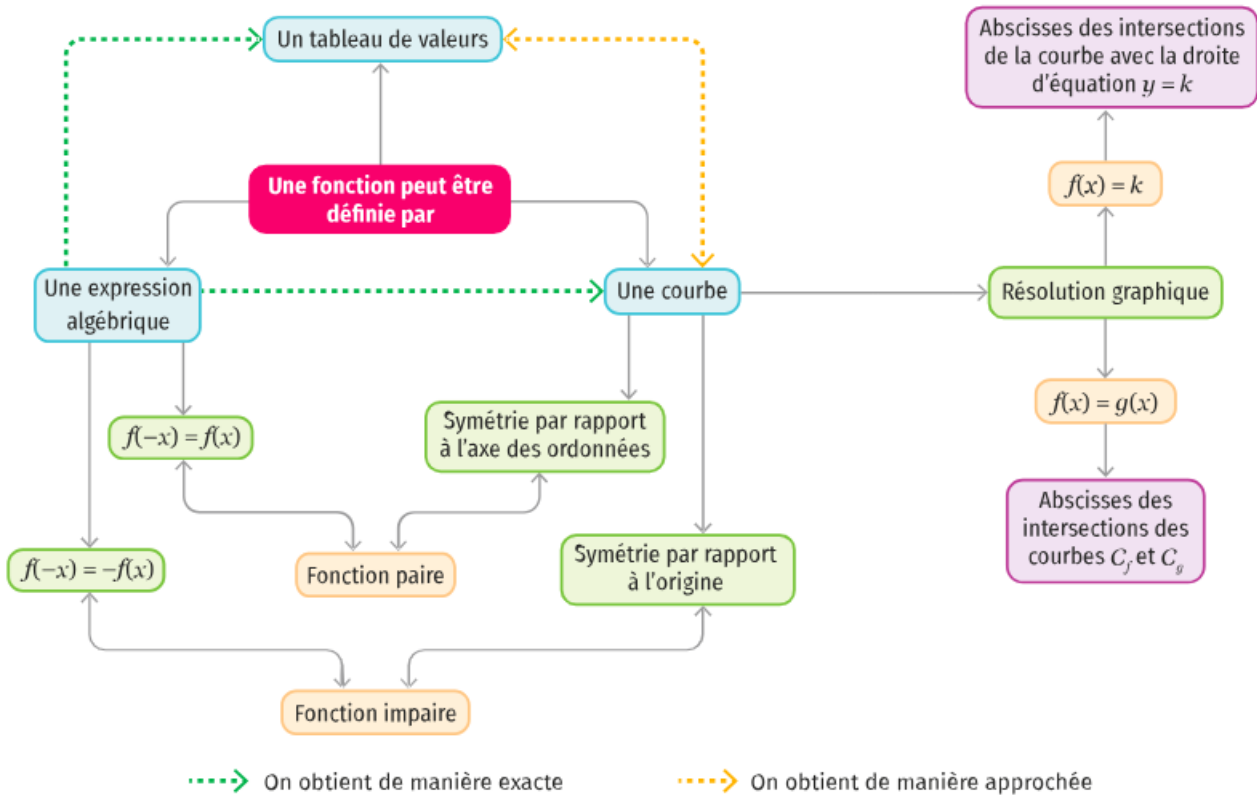 Un tableau de valeurs
Abscisses des intersections
de la courbe avec la droite
d'équation y = k
Une fonction peut être
définie par
f(x) = k
Une expression
algébrique
Une courbe
Résolution graphique
f(−x) = f(x)
Symétrie par rapport
à l'axe des ordonnées
f(x) = g(x)
Abscisses des
intersections des
courbes C_f et C_g
f(−x) = −f(x)
Fonction paire
Symétrie par rapport
à l'origine
Fonction impaire
On obtient de manière exacte
On obtient de manière approchée